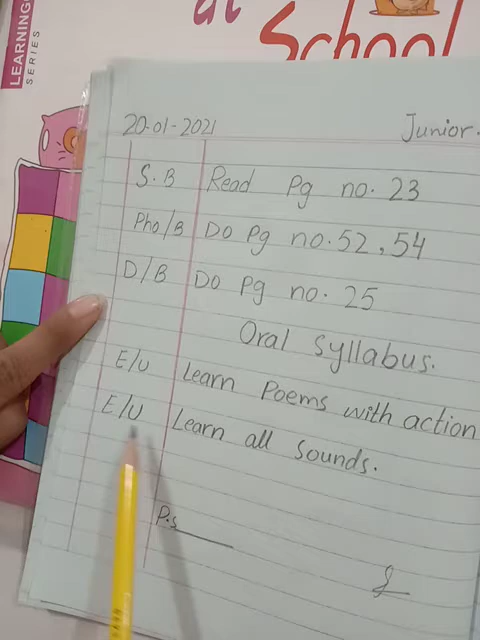 LEARNING
SERIES
at
School
20-01-2021 Junior.
S.B Read Pg no. 23
Pho/B Do Pg no. 52, 54
D/B Do Pg no. 25
Oral Syllabus.
E/U Learn Poems with action
E/U Learn all Sounds.
P.s